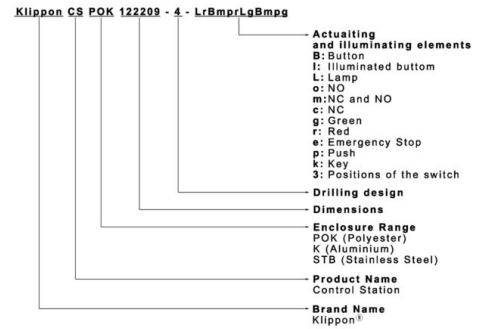 Klippon CS POK 122209 - 4 - LrBmprLgBmpg
Actuaiting
and illuminating elements
B: Button
I: Illuminated buttom
L: Lamp
o: NO
m:NC and NO
c: NC
g: Green
r: Red
e: Emergency Stop
p: Push
k: Key
3: Positions of the switch
Drilling design
Dimensions
Enclosure Range
POK (Polyester)
K (Aluminium)
STB (Stainless Steel)
Product Name
Control Station
Brand Name
Klippon®